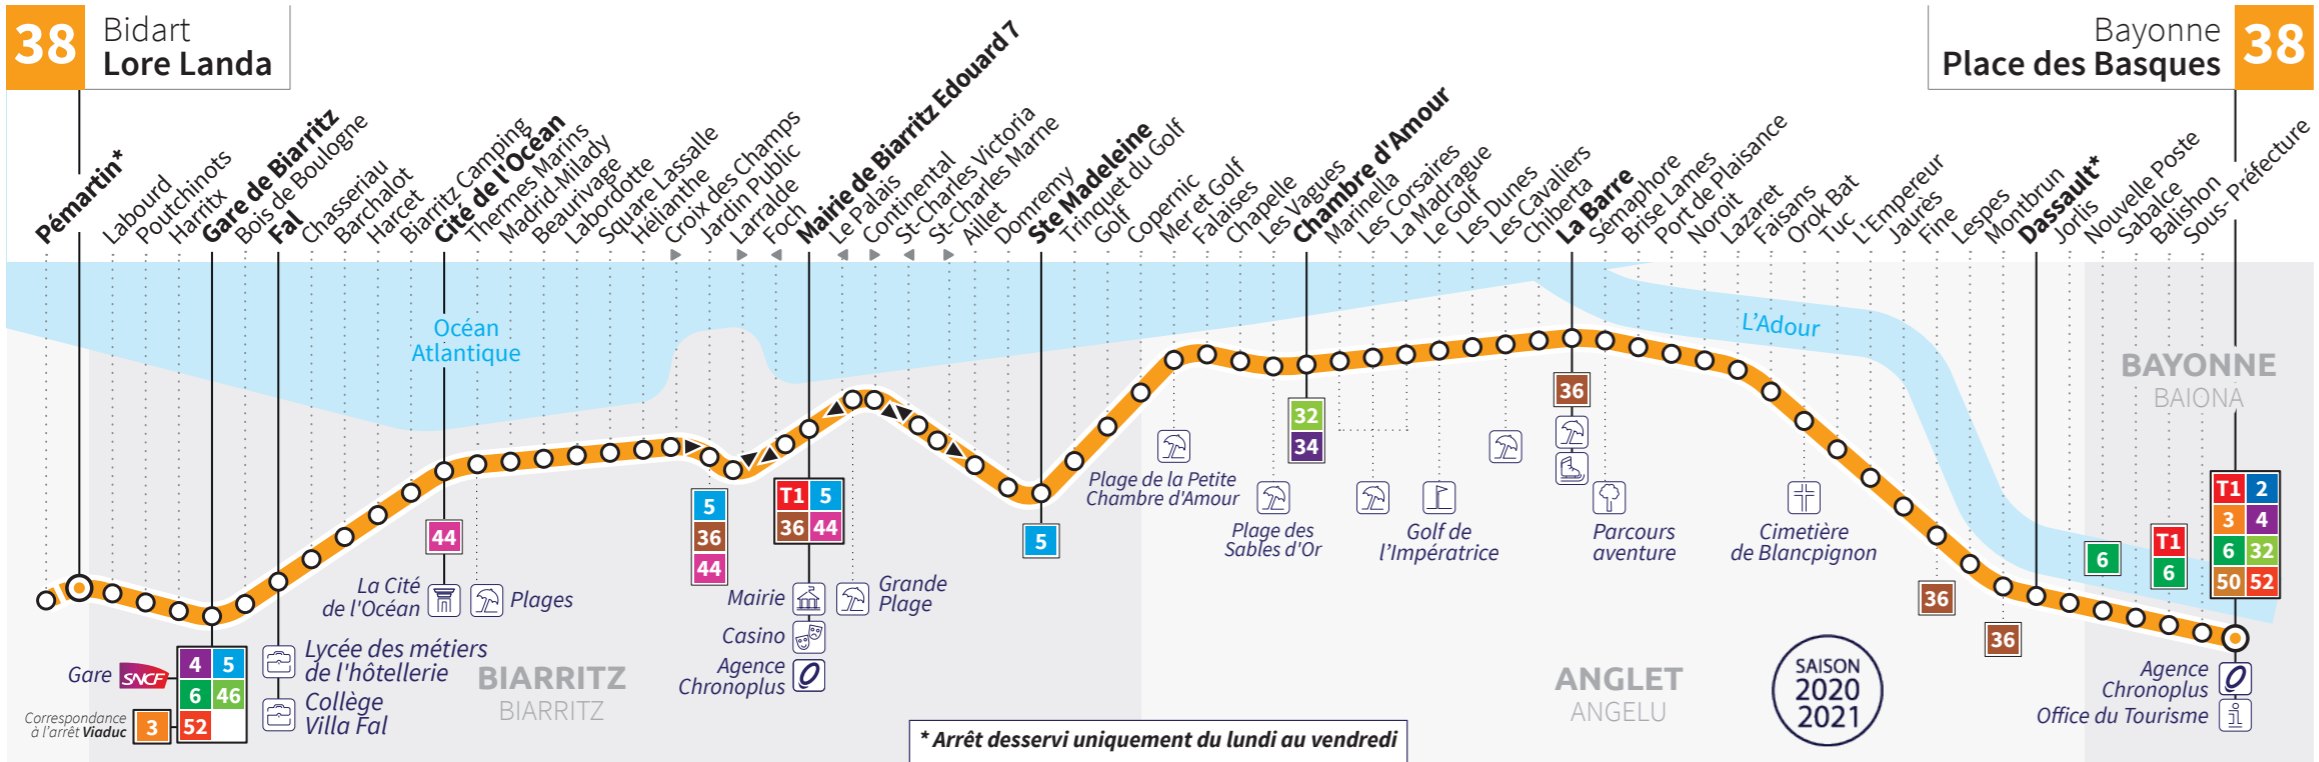 38
Bidart
Lore Landa
Bayonne
Place des Basques
38
Pémartin*
Labourd
Poutchinots
Harritx
Gare de Biarritz
Bois de Boulogne
Fal
Chasseriau
Barchalot
Harcet
Biarritz Camping
Cité de l'Océan
Thermes Marins
Madrid-Milady
Beaurivage
Labordotte
Square Lassalle
Hélianthe
Croix des Champs
Jardin Public
Larralde
Foch
Mairie de Biarritz Edouard 7
Le Palais
Continental
St-Charles Victoria
St-Charles Marne
Aillet
Domremy
Ste Madeleine
Trinquet du Golf
Golf
Copernic
Mer et Golf
Falaises
Chapelle
Les Vagues
Chambre d'Amour
Marinella
Les Corsaires
La Madrague
Le Golf
Les Dunes
Les Cavaliers
Chiberta
La Barre
Sémaphore
Brise Lames
Port de Plaisance
Noroit
Lazaret
Faisans
Orok Bat
Tuc
L'Empereur
Jaurès
Fine
Lespes
Montbrun
Dassault*
Jorlis
Nouvelle Poste
Sabalce
Balishon
Sous- Préfecture
Océan
Atlantique
L'Adour
BAYONNE
BAIONA
Gare SNCF
4 5
6 46
52
Correspondance
à l'arrêt Viaduc
3
Lycée des métiers
de l'hôtellerie
Collège
Villa Fal
44
La Cité
de l'Océan
Plages
BIARRITZ
BIARRITZ
5
36
44
T1 5
36 44
Mairie
Casino
Agence
Chronoplus
Grande
Plage
5
Plage de la Petite
Chambre d'Amour
Plage des
Sables d'Or
32
34
Golf de
l'Impératrice
36
Parcours
aventure
Cimetière
de Blancpignon
ANGLET
ANGELU
SAISON
2020
2021
36
36
6
T1
6
T1 2
3 4
6 32
50 52
Agence
Chronoplus
Office du Tourisme
* Arrêt desservi uniquement du lundi au vendredi